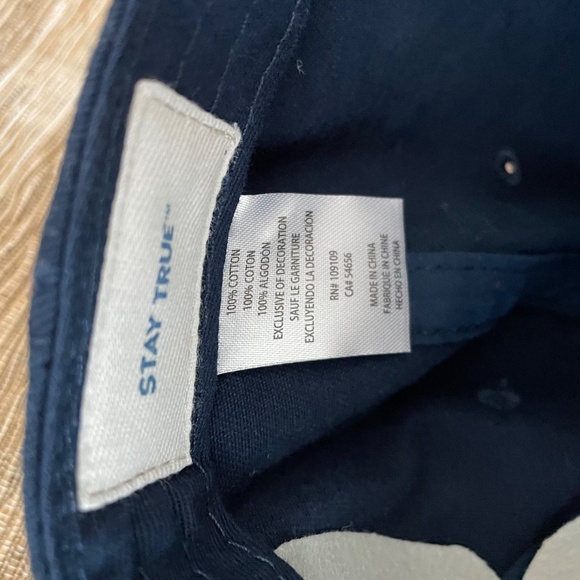 STAY TRUE™
100% COTTON
100% COTON
100% ALGODON
EXCLUSIVE OF DECORATION
SAUF LE GARNITURE
EXCLUYENDO LA DECORACION
RN# 109109
CA# 54656
MADE IN CHINA
FABRIQUE IN CHINE
HECHO EN CHINA